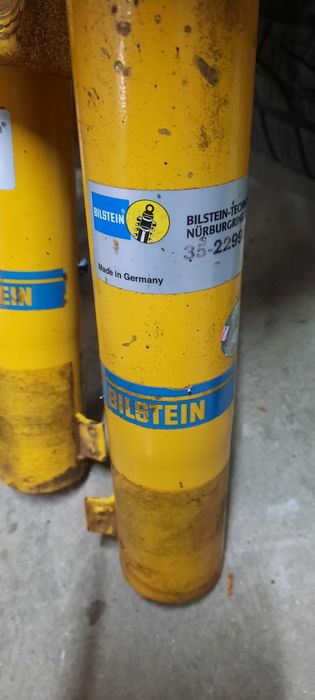 BILSTEIN
BILSTEIN-TECHN
NÜRBURGRING
35-2299
Made in Germany
EIN
BILSTEIN